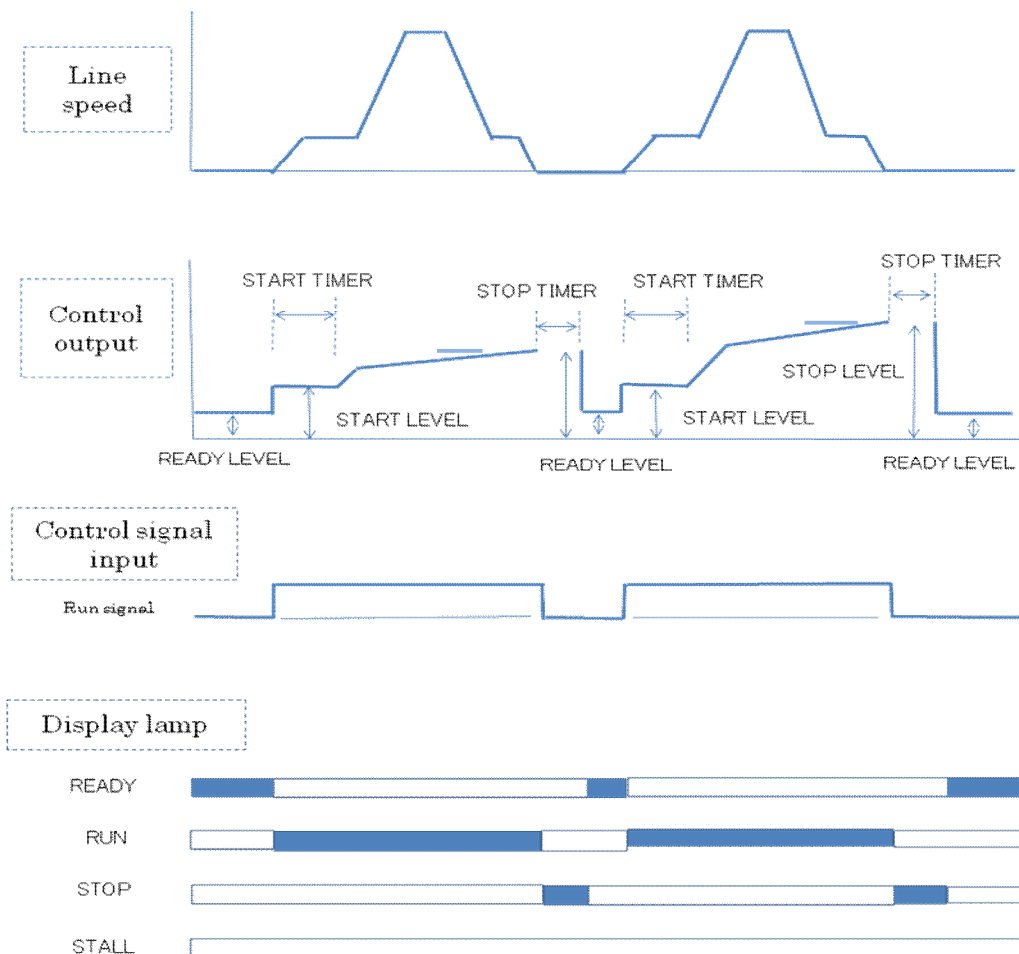 Line
speed
STOP TIMER
START TIMER
STOP TIMER
START TIMER
Control
output
STOP LEVEL
START LEVEL
START LEVEL
READY LEVEL
READY LEVEL
READY LEVEL
Control signal
input
Run signal
Display lamp
READY
RUN
STOP
STALL